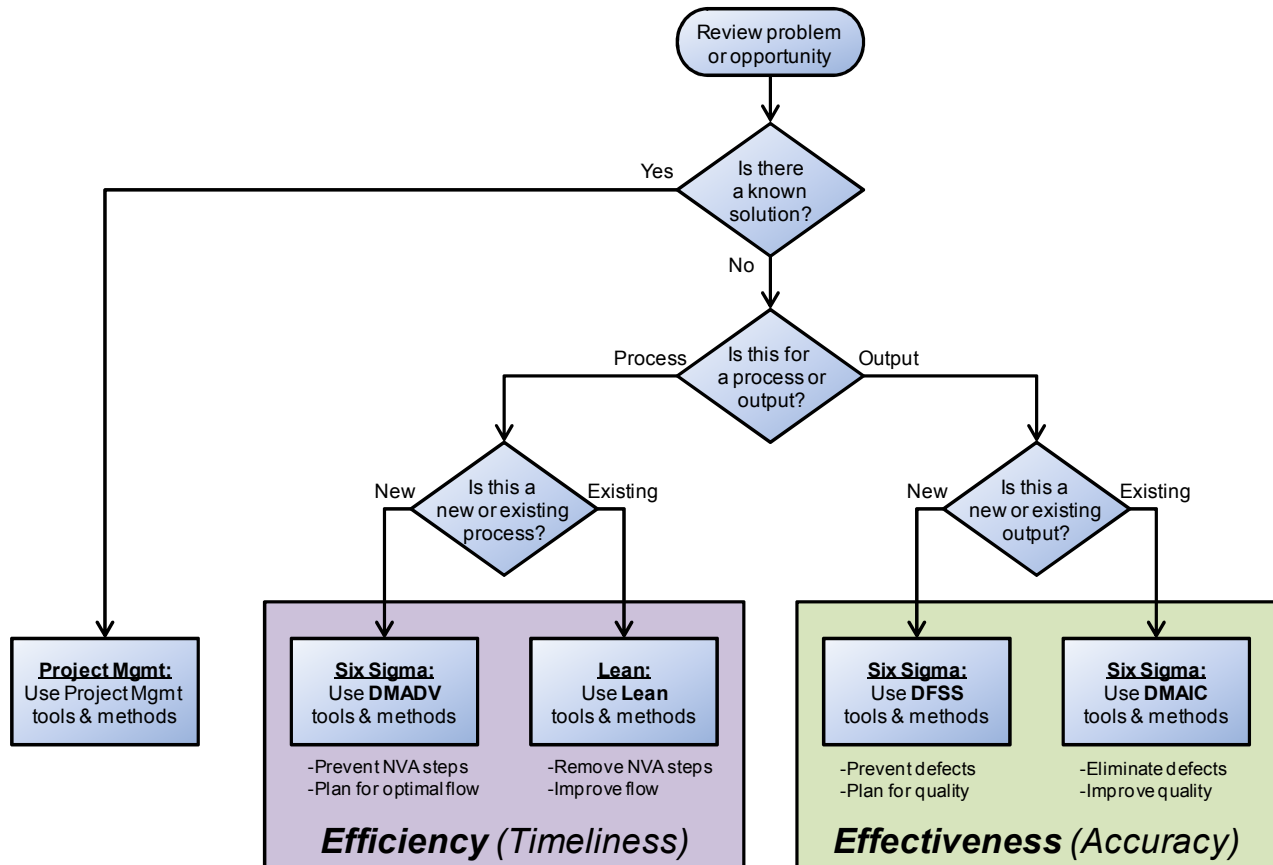 Review problem
or opportunity
Is there
a known
solution?
Yes
No
Is this for
a process or
output?
Process
Output
Is this a
new or existing
process?
New
Existing
Is this a
new or existing
output?
New
Existing
Project Mgmt:
Use Project Mgmt
tools & methods
Six Sigma:
Use DMADV
tools & methods
Lean:
Use Lean
tools & methods
Six Sigma:
Use DFSS
tools & methods
Six Sigma:
Use DMAIC
tools & methods
-Prevent NVA steps
-Plan for optimal flow
-Remove NVA steps
-Improve flow
-Prevent defects
-Plan for quality
-Eliminate defects
-Improve quality
Efficiency (Timeliness)
Effectiveness (Accuracy)